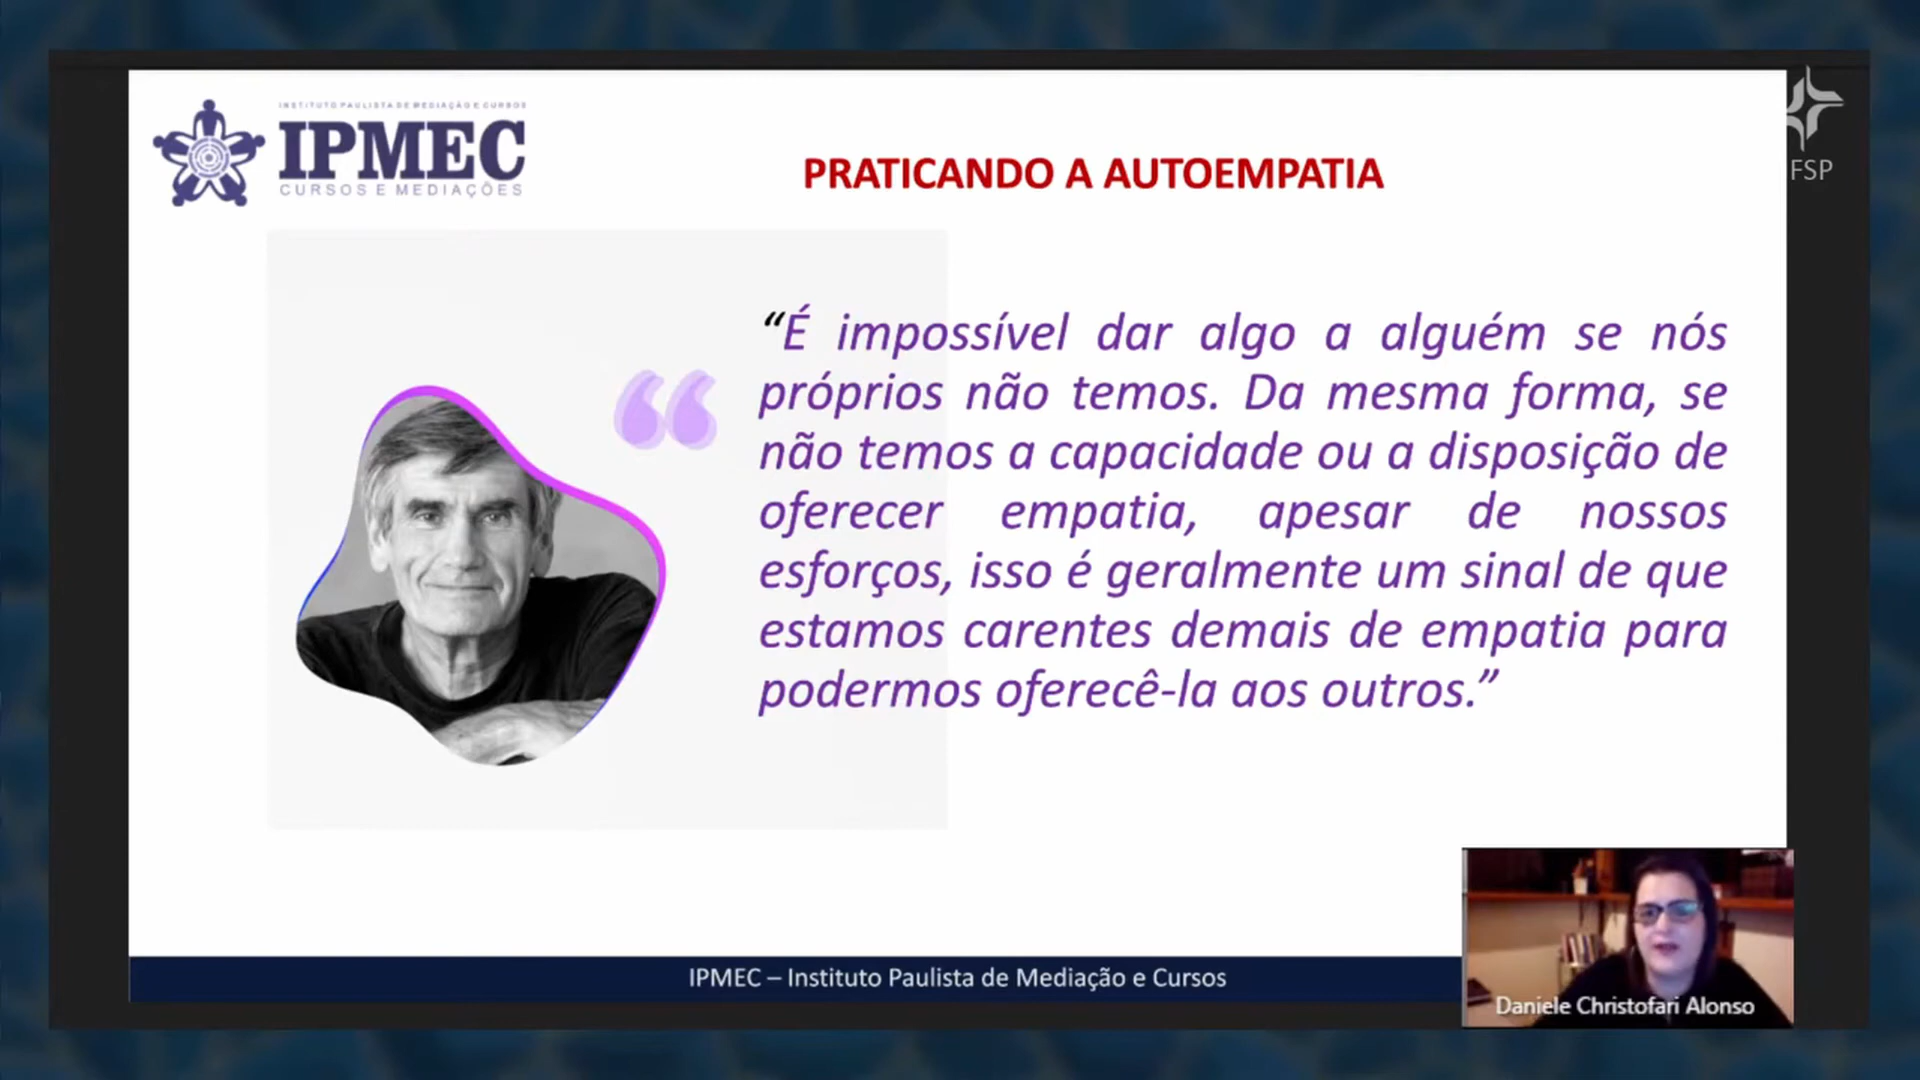 INSTITUTO PAULISTA DE MEDIAÇÃO E CURSOS
IPMEC
CURSOS E MEDIAÇÕES
PRATICANDO A AUTOEMPATIA
FSP
“É impossível dar algo a alguém se nós
próprios não temos. Da mesma forma, se
não temos a capacidade ou a disposição de
oferecer empatia, apesar de nossos
esforços, isso é geralmente um sinal de que
estamos carentes demais de empatia para
podermos oferecê-la aos outros.”
IPMEC – Instituto Paulista de Mediação e Cursos
Daniele Christofari Alonso